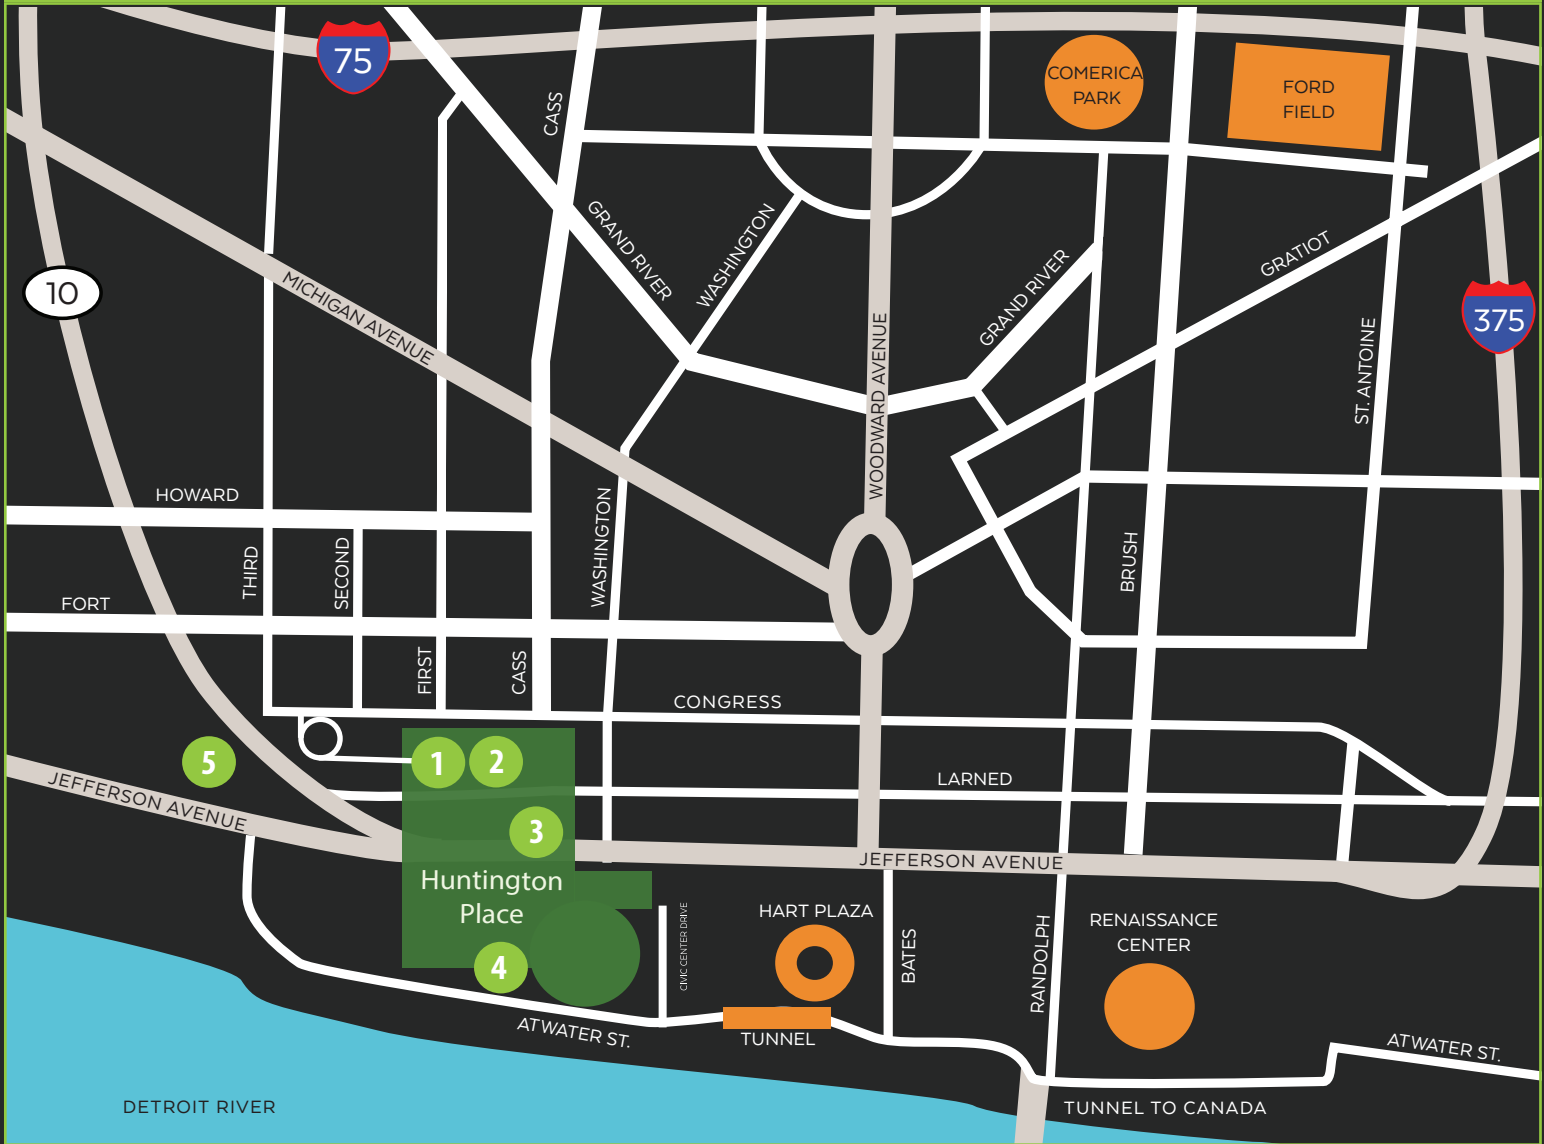 75
COMERICA
PARK
FORD
FIELD
CASS
GRAND RIVER
WASHINGTON
GRAND RIVER
GRATIOT
10
MICHIGAN AVENUE
WOODWARD AVENUE
ST. ANTOINE
375
HOWARD
THIRD
SECOND
WASHINGTON
BRUSH
FORT
FIRST
CASS
CONGRESS
5
1
2
LARNED
JEFFERSON AVENUE
3
JEFFERSON AVENUE
Huntington
Place
4
CIVIC CENTER DRIVE
HART PLAZA
BATES
RANDOLPH
RENAISSANCE
CENTER
ATWATER ST.
TUNNEL
ATWATER ST.
DETROIT RIVER
TUNNEL TO CANADA